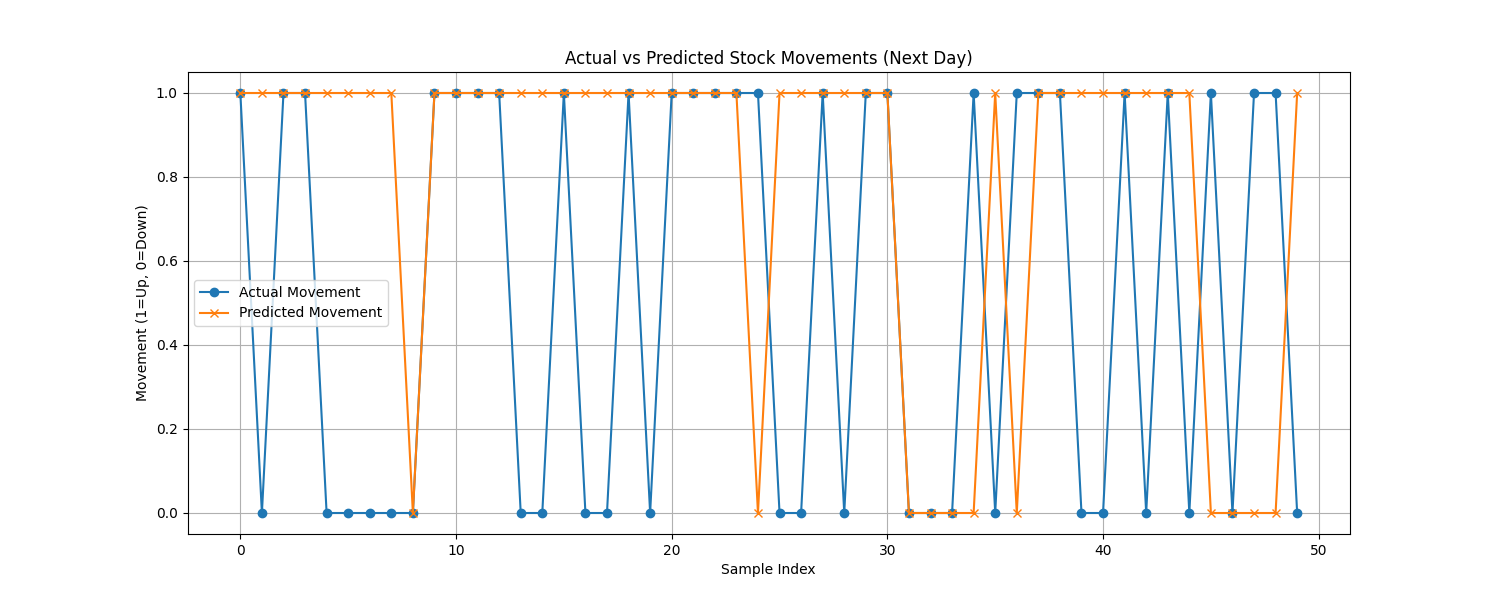 Actual vs Predicted Stock Movements (Next Day)
Movement (1=Up, 0=Down)
1.0
0.8
0.6
0.4
0.2
0.0
Actual Movement
Predicted Movement
0 10 20 30 40 50
Sample Index